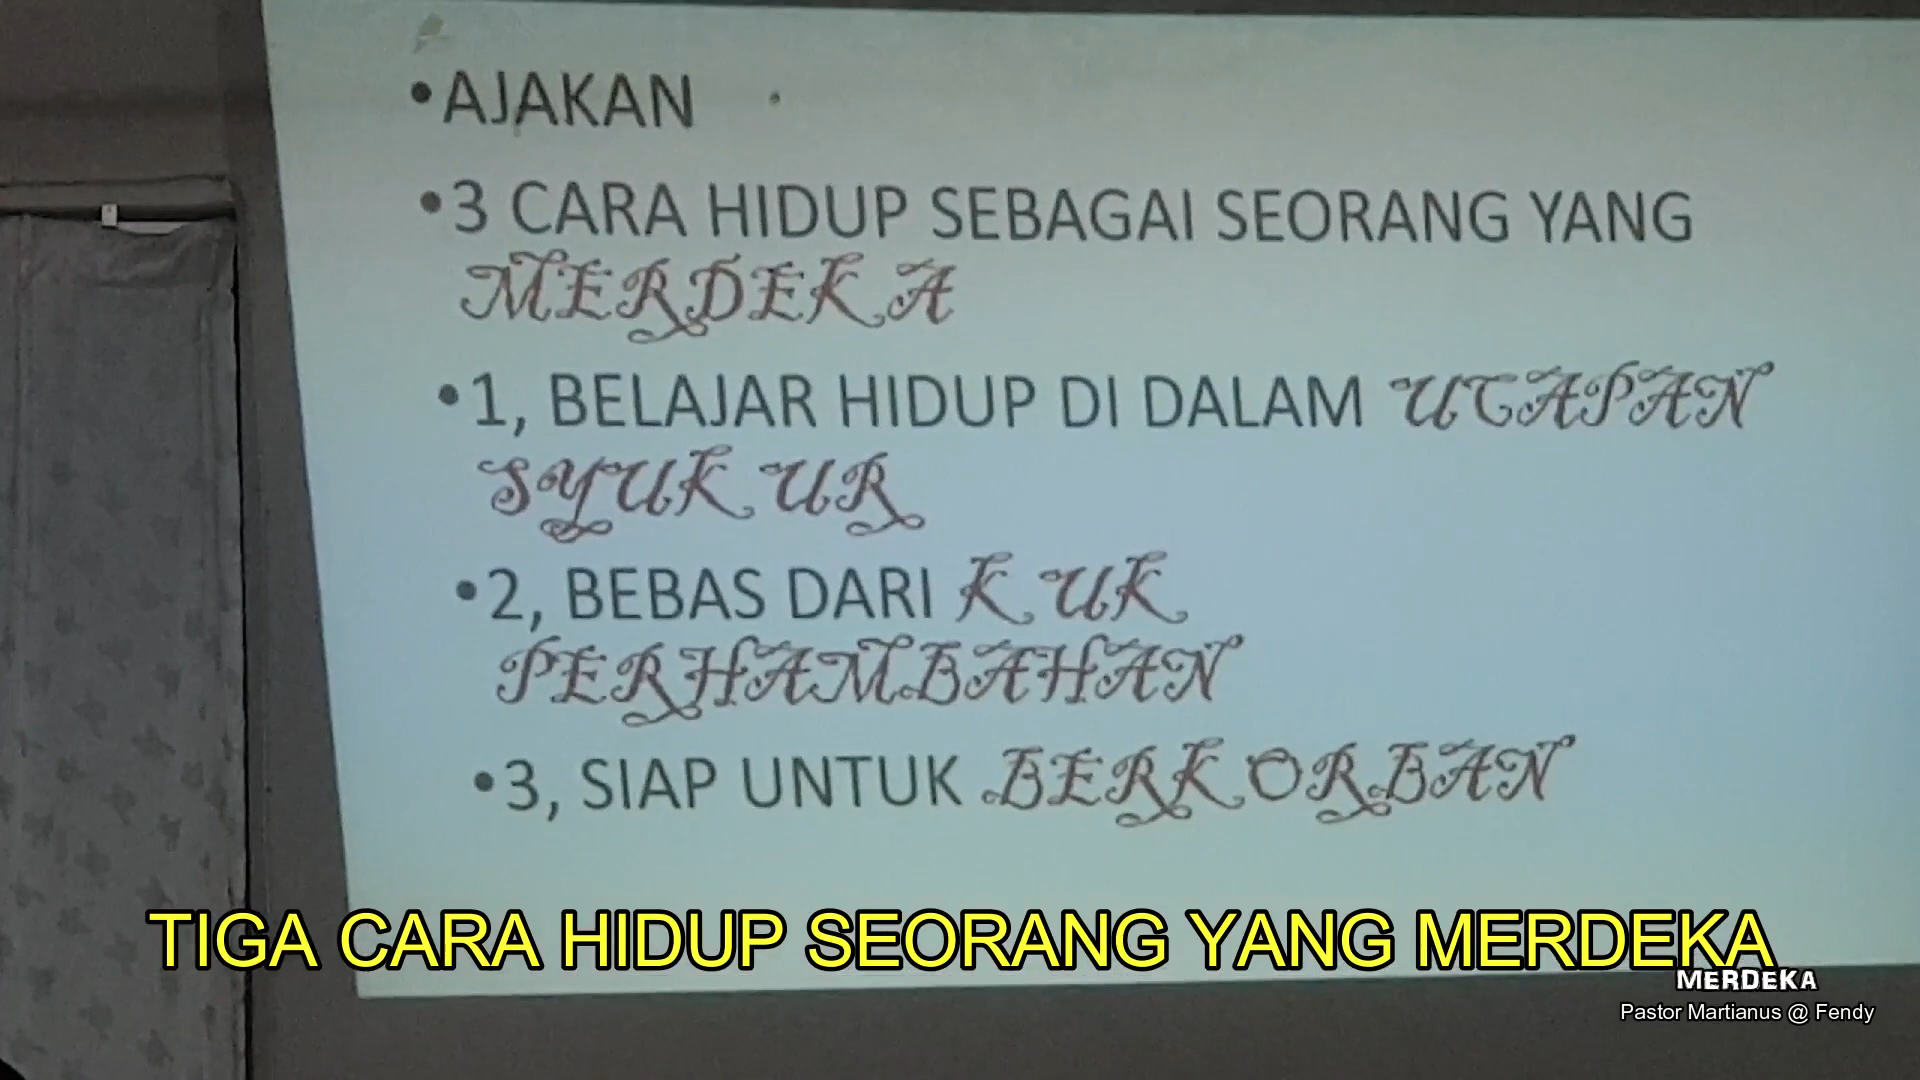 •AJAKAN
•3 CARA HIDUP SEBAGAI SEORANG YANG
MERDEKA
•1, BELAJAR HIDUP DI DALAM UCAPAN
SYUKUR
•2, BEBAS DARI KUK
PERHAMBAHAN
•3, SIAP UNTUK BERKORBAN
TIGA CARA HIDUP SEORANG YANG MERDEKA
MERDEKA
Pastor Martianus @ Fendy